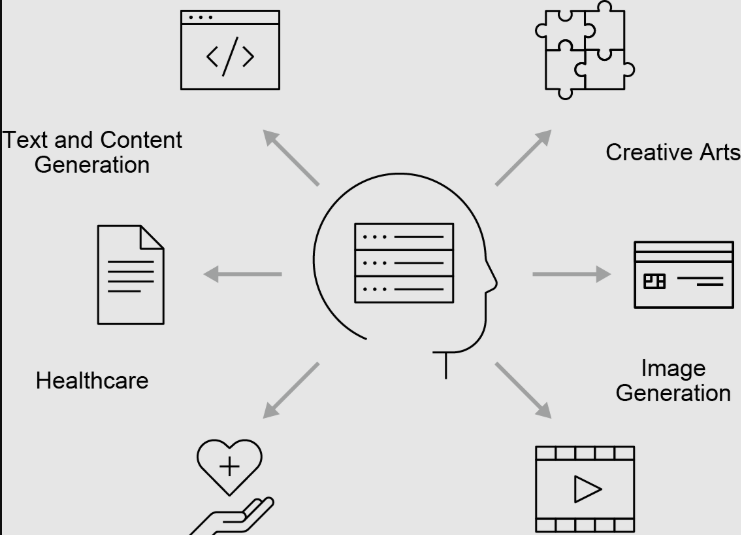 Text and Content
Generation
Creative Arts
Healthcare
Image
Generation